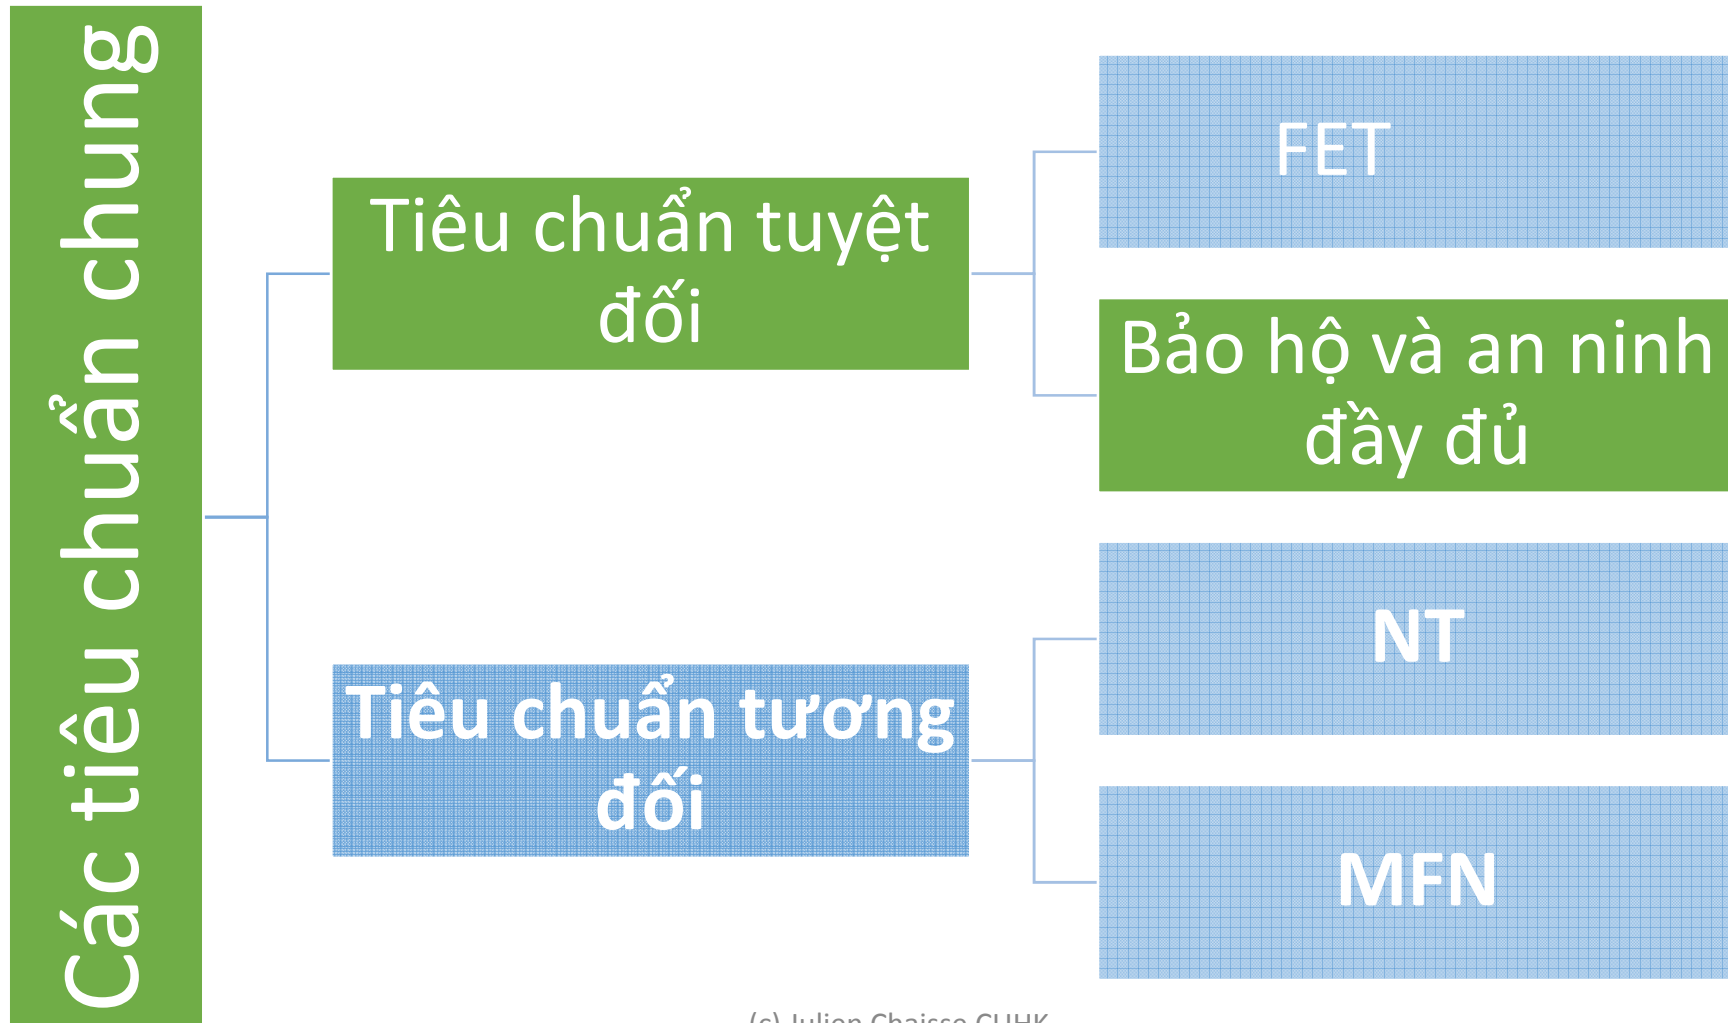 Các tiêu chuẩn chung
Tiêu chuẩn tuyệt
đối
FET
Bảo hộ và an ninh
đầy đủ
Tiêu chuẩn tương
đối
NT
MFN
(c) Julien Chaisse CUHK